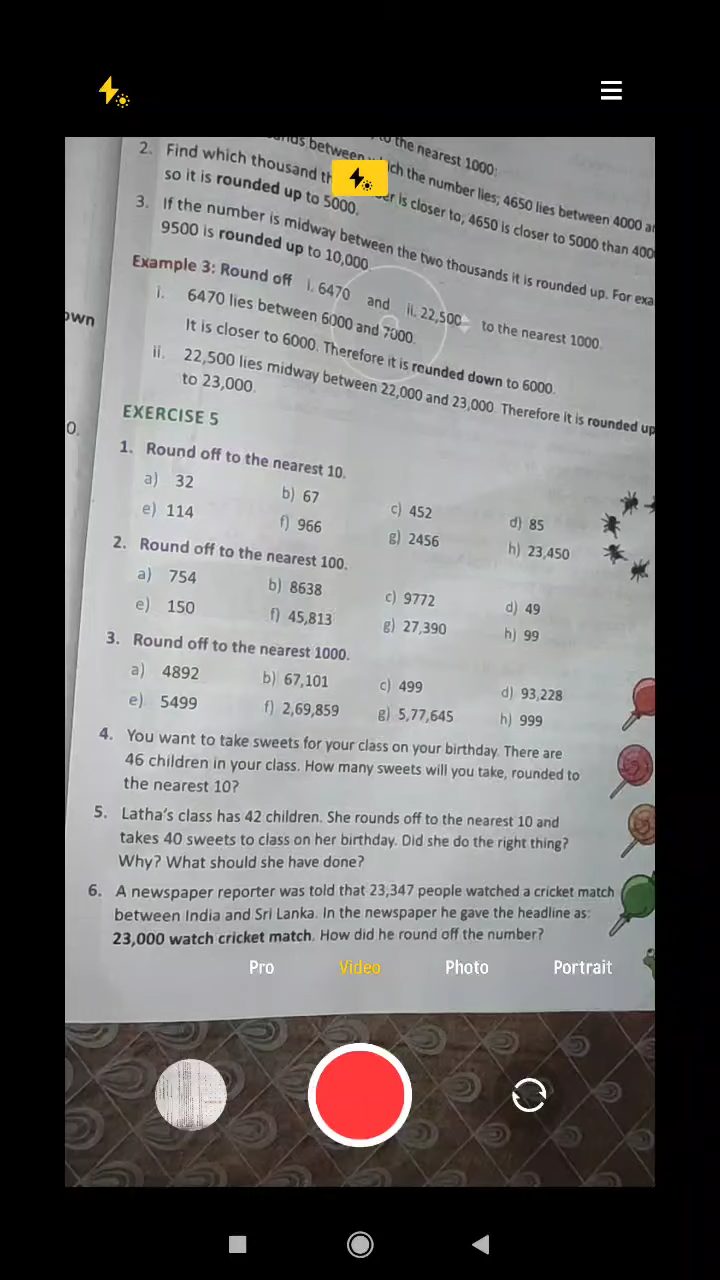 to the nearest 1000:
between which the number lies; 4650 lies between 4000
2. Find which thousand is closer to; 4650 is closer to 5000 than
so it is rounded up to 5000.
3. If the number is midway between the two thousands it is rounded up. For
9500 is rounded up to 10,000.
Example 3: Round off i. 6470 and ii. 22,500 to the nearest 1000.
i. 6470 lies between 6000 and 7000.
It is closer to 6000. Therefore it is rounded down to 6000.
ii. 22,500 lies midway between 22,000 and 23,000. Therefore it is rounded up
to 23,000.
EXERCISE 5
1. Round off to the nearest 10.
a) 32 b) 67 c) 452 d) 85
e) 114 f) 966 g) 2456 h) 23,450
2. Round off to the nearest 100.
a) 754 b) 8638 c) 9772 d) 49
e) 150 f) 45,813 g) 27,390 h) 99
3. Round off to the nearest 1000.
a) 4892 b) 67,101 c) 499 d) 93,228
e) 5499 f) 2,69,859 g) 5,77,645 h) 999
4. You want to take sweets for your class on your birthday. There are
46 children in your class. How many sweets will you take, rounded to
the nearest 10?
5. Latha's class has 42 children. She rounds off to the nearest 10 and
takes 40 sweets to class on her birthday. Did she do the right thing?
Why? What should she have done?
6. A newspaper reporter was told that 23,347 people watched a cricket match
between India and Sri Lanka. In the newspaper he gave the headline as:
23,000 watch cricket match. How did he round off the number?
Pro Video Photo Portrait